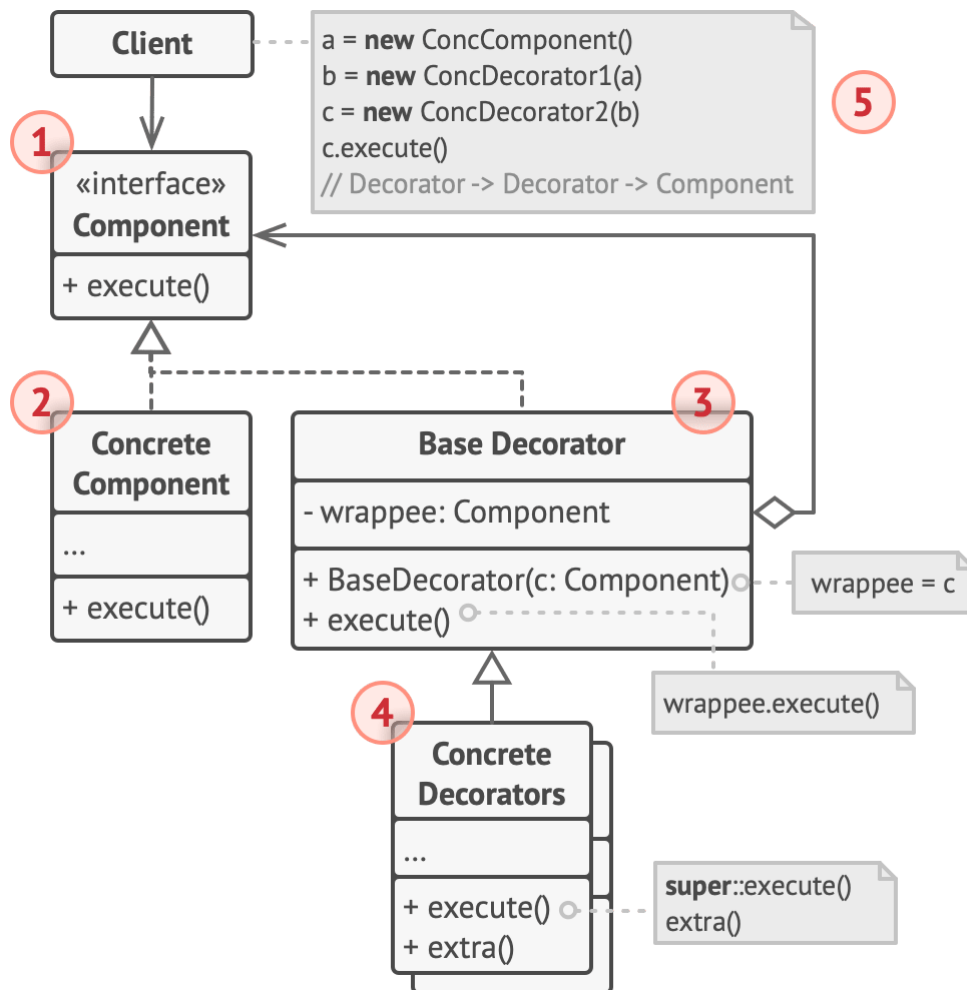 Client
a = new ConcComponent()
b = new ConcDecorator1(a)
c = new ConcDecorator2(b)
c.execute()
// Decorator -> Decorator -> Component
5
1
«interface»
Component
+ execute()
2
Concrete
Component
...
+ execute()
3
Base Decorator
- wrappee: Component
+ BaseDecorator(c: Component)
+ execute()
wrappee = c
wrappee.execute()
4
Concrete
Decorators
...
+ execute()
+ extra()
super::execute()
extra()